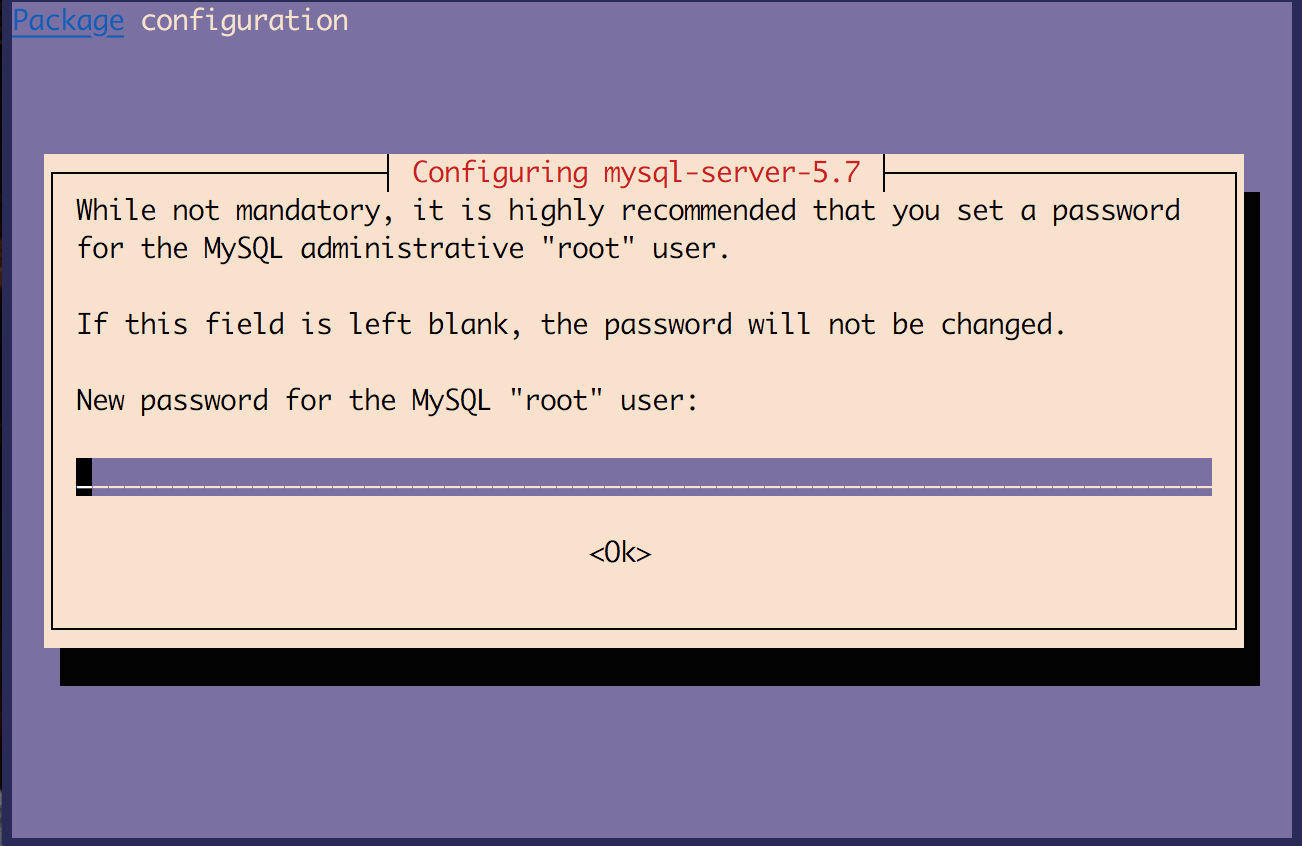 Package configuration
Configuring mysql-server-5.7
While not mandatory, it is highly recommended that you set a password
for the MySQL administrative "root" user.
If this field is left blank, the password will not be changed.
New password for the MySQL "root" user:
<Ok>